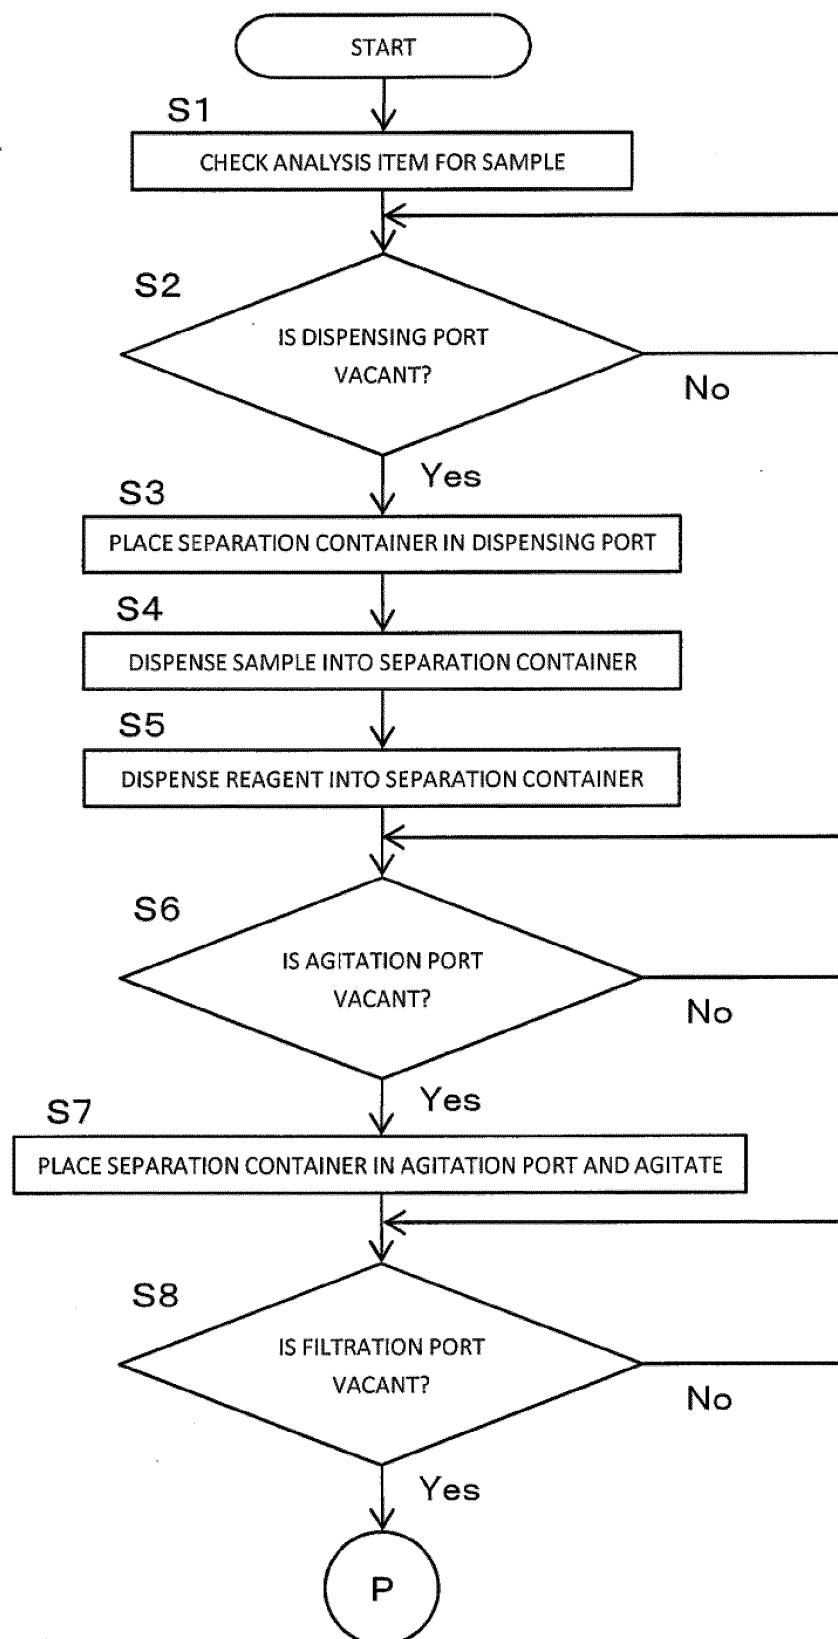 START
S1
CHECK ANALYSIS ITEM FOR SAMPLE
S2
IS DISPENSING PORT
VACANT?
No
Yes
S3
PLACE SEPARATION CONTAINER IN DISPENSING PORT
S4
DISPENSE SAMPLE INTO SEPARATION CONTAINER
S5
DISPENSE REAGENT INTO SEPARATION CONTAINER
S6
IS AGITATION PORT
VACANT?
No
Yes
S7
PLACE SEPARATION CONTAINER IN AGITATION PORT AND AGITATE
S8
IS FILTRATION PORT
VACANT?
No
Yes
P